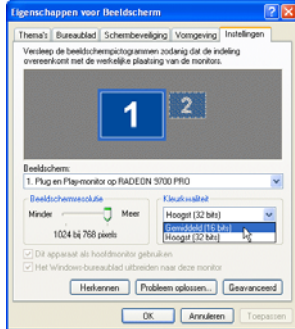 Eigenschappen voor Beeldscherm
Thema's Bureaublad Schermbeveiliging Vormgeving Instellingen
Versleep de beeldschermpictogrammen zodanig dat de indeling
overeenkomt met de werkelijke plaatsing van de monitors.
1 2
Beeldscherm:
1. Plug en Play-monitor op RADEON 9700 PRO
Beeldschermresolutie
Minder Meer
1024 bij 768 pixels
Kleurkwaliteit
Hoogst (32 bits)
Gemiddeld (16 bits)
Hoogst (32 bits)
Dit apparaat als hoofdmonitor gebruiken
Het Windows-bureaublad uitbreiden naar deze monitor
Herkennen Probleem oplossen... Geavanceerd
OK Annuleren Toepassen